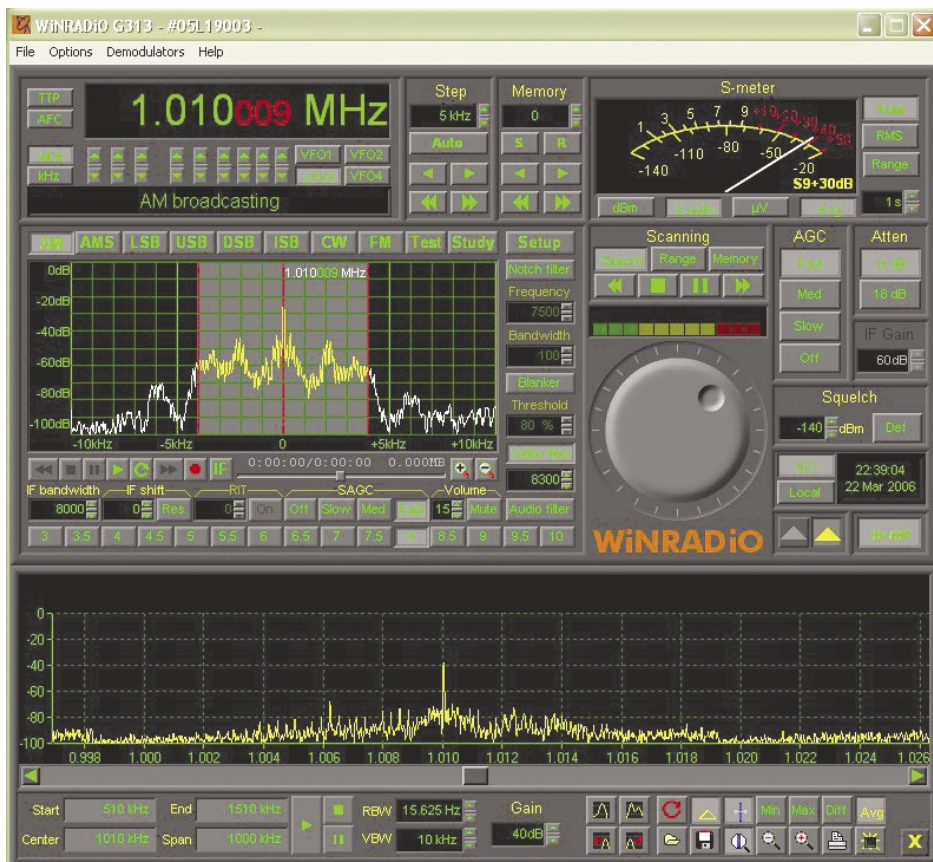 WiNRADiO G313 - #05L19003 -
File Options Demodulators Help
TTP
AFC
1.010009 MHz
kHz
VFO1 VFO2
VFO4
AM broadcasting
Step
5 kHz
Auto
Memory
0
S R
S-meter
1 3 5 7 9 +10 +20 +30 +40 +50
-140 -110 -80 -50 -20
S9+30dB
dBm µV
RMS
Range
1 s
AMS LSB USB DSB ISB CW FM Test Study
Setup
0dB
-20dB
-40dB
-60dB
-80dB
-100dB
1.010009 MHz
-10kHz -5kHz 0 +5kHz +10kHz
Notch filter
Frequency
7500
Bandwidth
100
Blanker
Threshold
80 %
8300
Audio filter
IF 0:00:00/0:00:00 0.000MB
IF bandwidth IF shift RIT SAGC Volume
8000 0 Res 0 On Off Slow Med 15 Mute
3 3.5 4 4.5 5 5.5 6 6.5 7 7.5 8 8.5 9 9.5 10
Scanning
Range Memory
WiNRADiO
AGC
Fast
Med
Slow
Off
Atten
18 dB
IF Gain
60dB
Squelch
-140 dBm Def
Local
22:39:04
22 Mar 2006
0
-20
-40
-60
-80
-100
0.998 1.000 1.002 1.004 1.006 1.008 1.010 1.012 1.014 1.016 1.018 1.020 1.022 1.024 1.026
Start 510 kHz End 1510 kHz
Center 1010 kHz Span 1000 kHz
RBW 15.625 Hz
VBW 10 kHz
Gain
40dB
Min Max Diff Avg
X